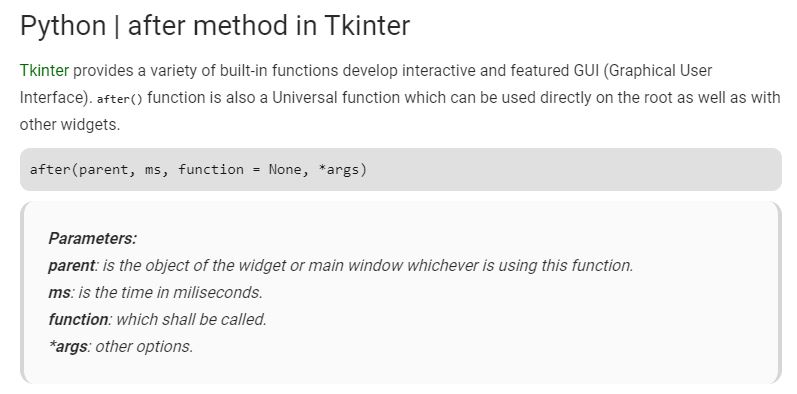 Python | after method in Tkinter
Tkinter provides a variety of built-in functions develop interactive and featured GUI (Graphical User
Interface). after() function is also a Universal function which can be used directly on the root as well as with
other widgets.
after(parent, ms, function = None, *args)
Parameters:
parent: is the object of the widget or main window whichever is using this function.
ms: is the time in miliseconds.
function: which shall be called.
*args: other options.